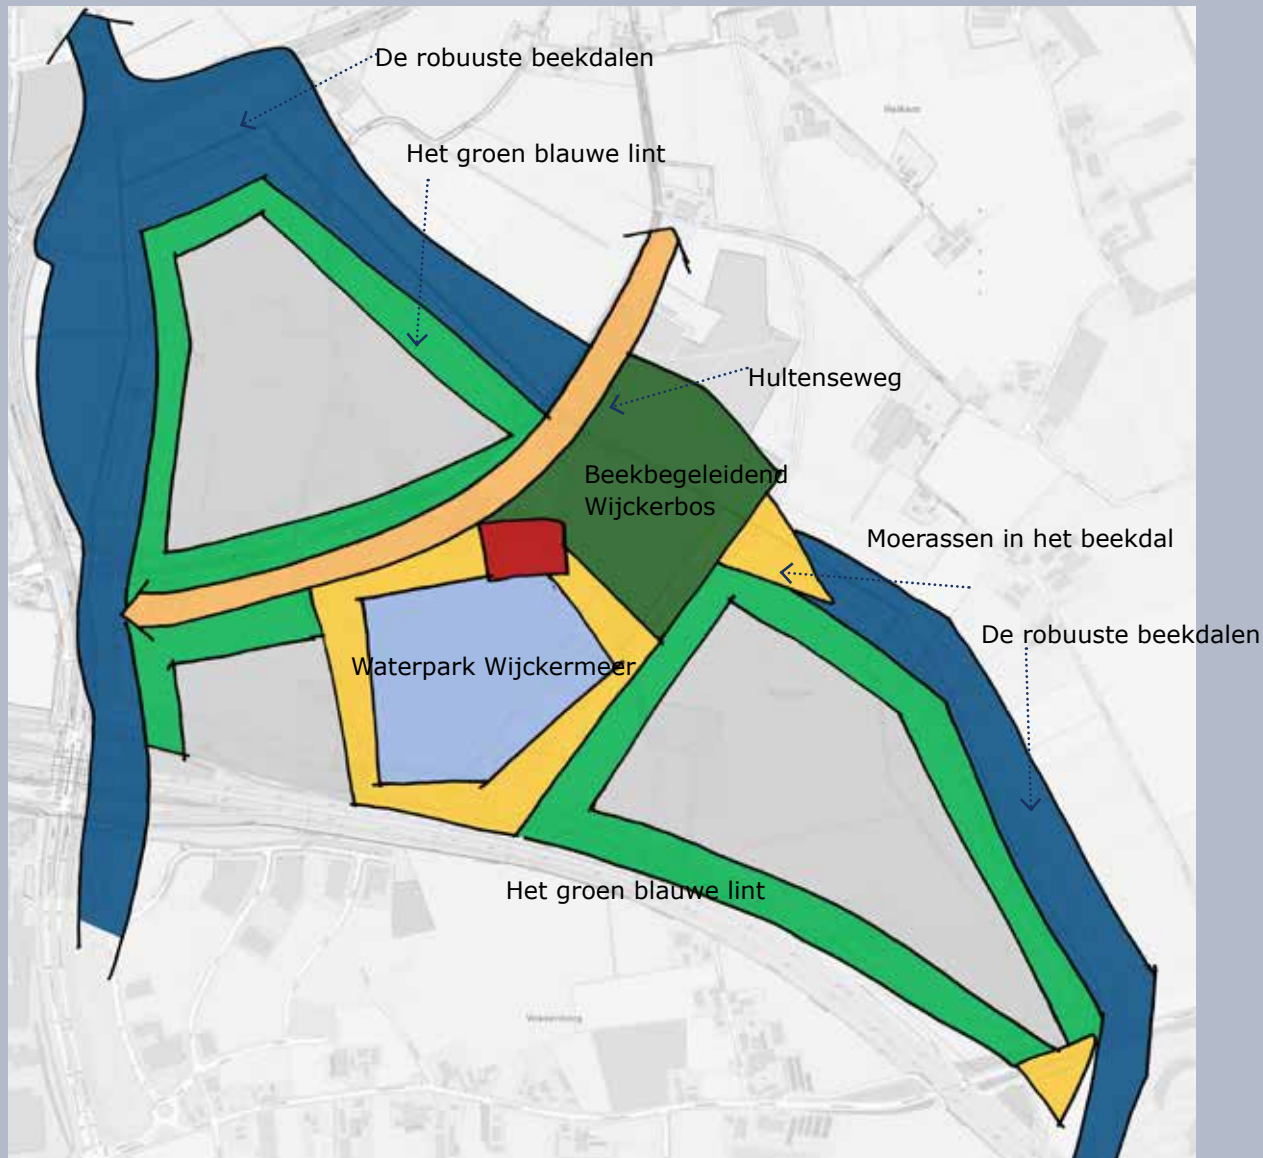 De robuuste beekdalen
Het groen blauwe lint
Hultenseweg
Beekbegeleidend
Wijckerbos
Moerassen in het beekdal
De robuuste beekdalen
Waterpark Wijckermeer
Het groen blauwe lint